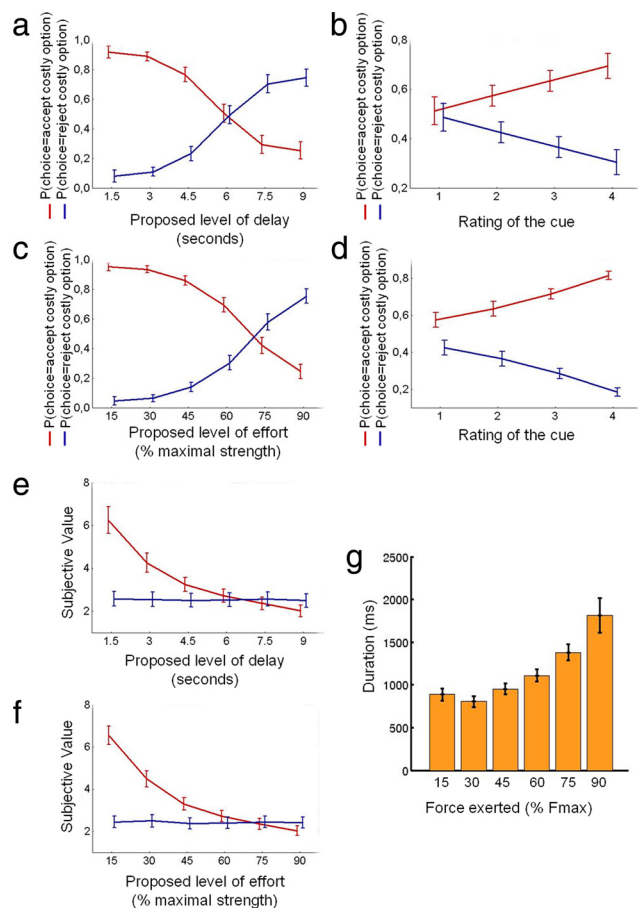 a
P(choice=accept costly option)
P(choice=reject costly option)
1,0
0,8
0,6
0,4
0,2
0,0
1.5 3 4.5 6 7.5 9
Proposed level of delay
(seconds)
b
P(choice=accept costly option)
P(choice=reject costly option)
0,8
0,6
0,4
0,2
1 2 3 4
Rating of the cue
c
P(choice=accept costly option)
P(choice=reject costly option)
1,0
0,8
0,6
0,4
0,2
0,0
15 30 45 60 75 90
Proposed level of effort
(% maximal strength)
d
P(choice=accept costly option)
P(choice=reject costly option)
0,8
0,6
0,4
0,2
1 2 3 4
Rating of the cue
e
Subjective Value
8
6
4
2
1.5 3 4.5 6 7.5 9
Proposed level of delay
(seconds)
f
Subjective Value
8
6
4
2
15 30 45 60 75 90
Proposed level of effort
(% maximal strength)
g
Duration (ms)
2500
2000
1500
1000
500
0
15 30 45 60 75 90
Force exerted (% Fmax)